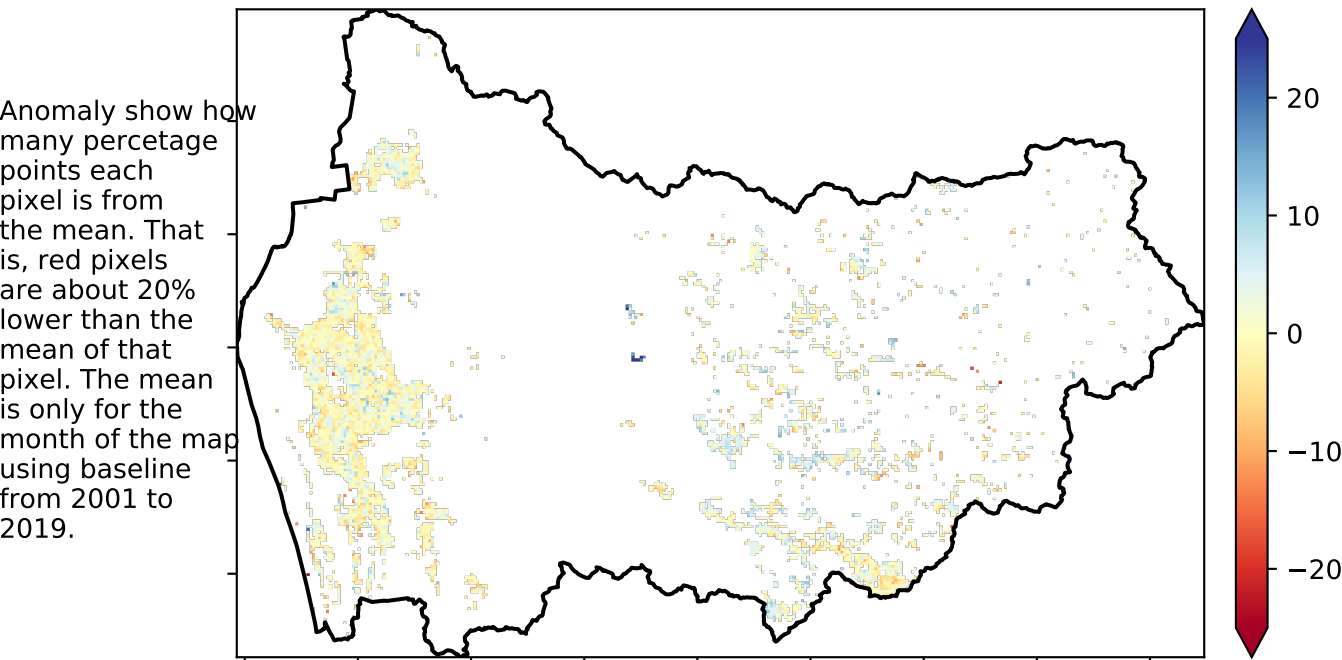 Anomaly show how
many percetage
points each
pixel is from
the mean. That
is, red pixels
are about 20%
lower than the
mean of that
pixel. The mean
is only for the
month of the map
using baseline
from 2001 to
2019.
20
10
0
−10
−20